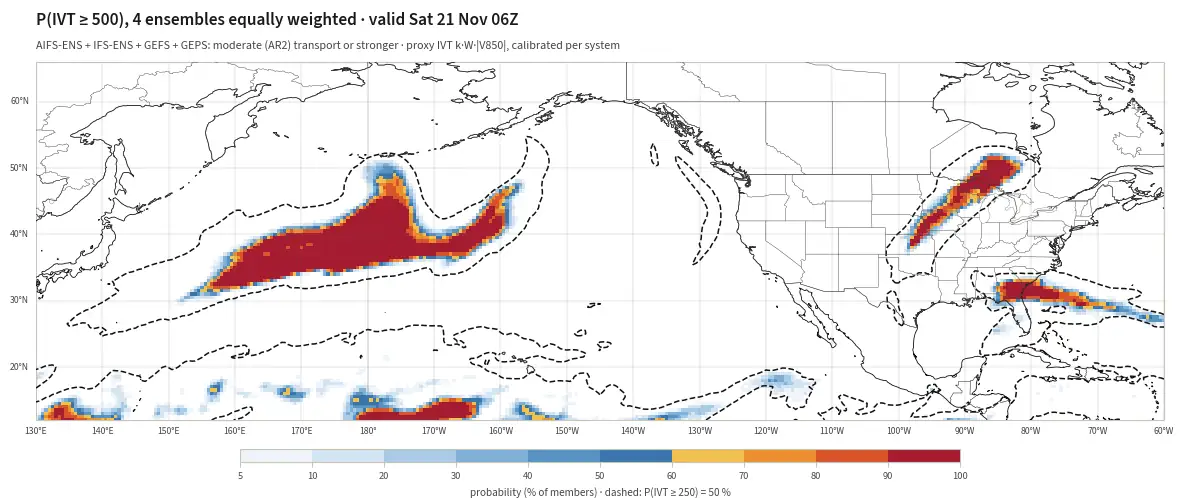 P(IVT ≥ 500), 4 ensembles equally weighted · valid Sat 21 Nov 06Z
AIFS-ENS + IFS-ENS + GEFS + GEPS: moderate (AR2) transport or stronger · proxy IVT k·W·|V850|, calibrated per system
60°N
50°N
40°N
30°N
20°N
130°E 140°E 150°E 160°E 170°E 180° 170°W 160°W 150°W 140°W 130°W 120°W 110°W 100°W 90°W 80°W 70°W 60°W
5 10 20 30 40 50 60 70 80 90 100
probability (% of members) · dashed: P(IVT ≥ 250) = 50 %